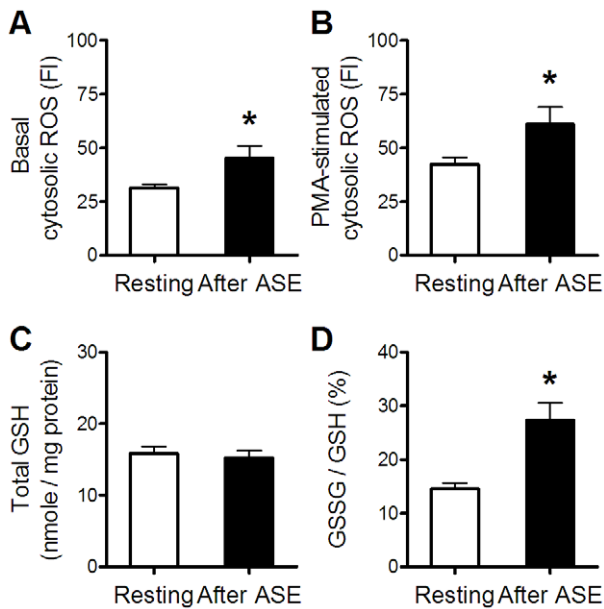 A
Basal
cytosolic ROS (FI)
100
75
50
25
0
*
Resting After ASE
B
PMA-stimulated
cytosolic ROS (FI)
100
75
50
25
0
*
Resting After ASE
C
Total GSH
(nmole / mg protein)
30
20
10
0
Resting After ASE
D
GSSG / GSH (%)
40
30
20
10
0
*
Resting After ASE